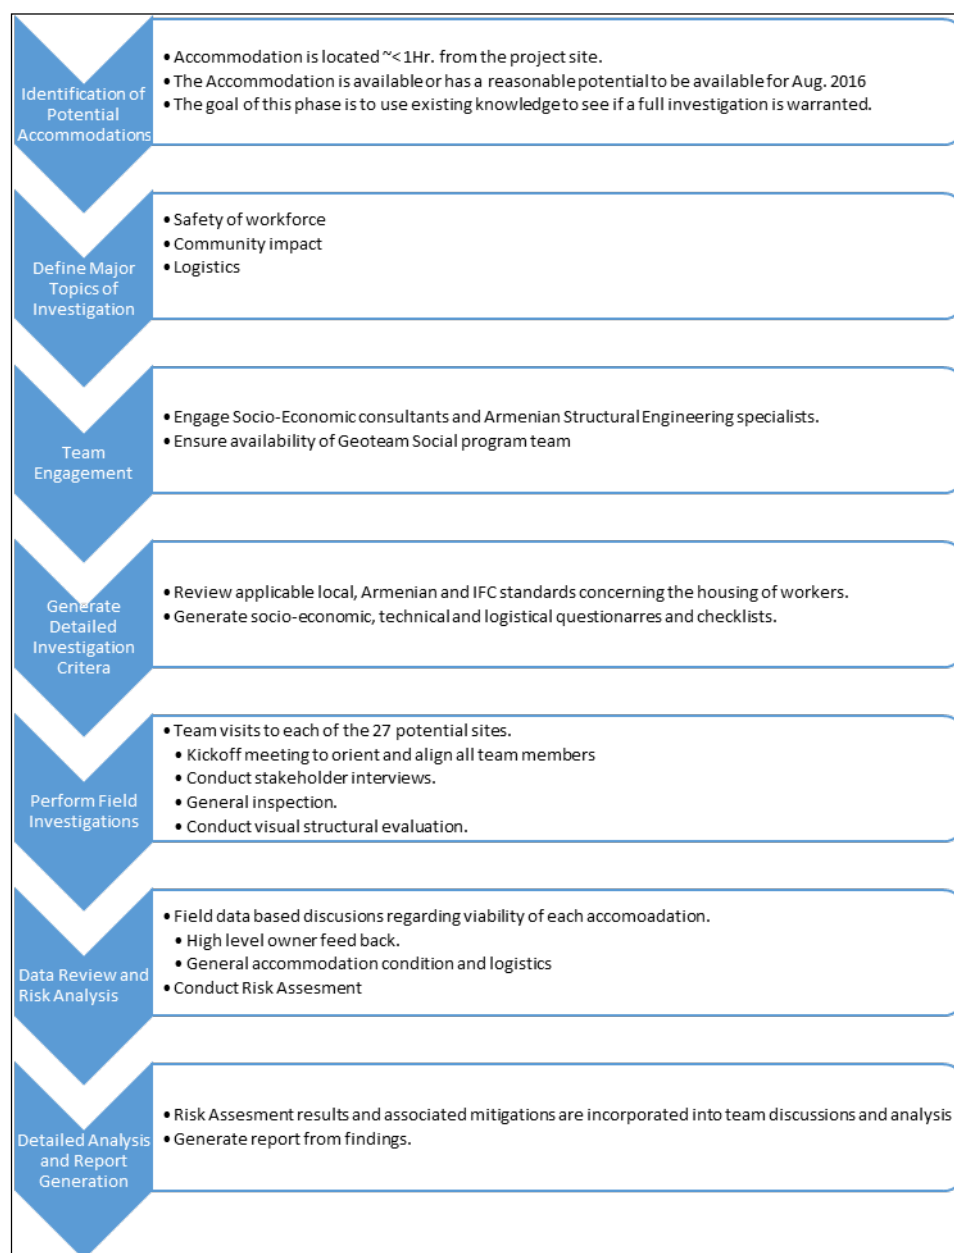 Identification of
Potential
Accommodations
• Accommodation is located ~<1Hr. from the project site.
• The Accommodation is available or has a reasonable potential to be available for Aug. 2016
• The goal of this phase is to use existing knowledge to see if a full investigation is warranted.
Define Major
Topics of
Investigation
• Safety of workforce
• Community impact
• Logistics
Team
Engagement
• Engage Socio-Economic consultants and Armenian Structural Engineering specialists.
• Ensure availability of Geoteam Social program team
Generate
Detailed
Investigation
Critera
• Review applicable local, Armenian and IFC standards concerning the housing of workers.
• Generate socio-economic, technical and logistical questionarres and checklists.
Perform Field
Investigations
• Team visits to each of the 27 potential sites.
• Kickoff meeting to orient and align all team members
• Conduct stakeholder interviews.
• General inspection.
• Conduct visual structural evaluation.
Data Review and
Risk Analysis
• Field data based discusions regarding viability of each accomoadation.
• High level owner feed back.
• General accommodation condition and logistics
• Conduct Risk Assesment
Detailed Analysis
and Report
Generation
• Risk Assesment results and associated mitigations are incorporated into team discussions and analysis
• Generate report from findings.